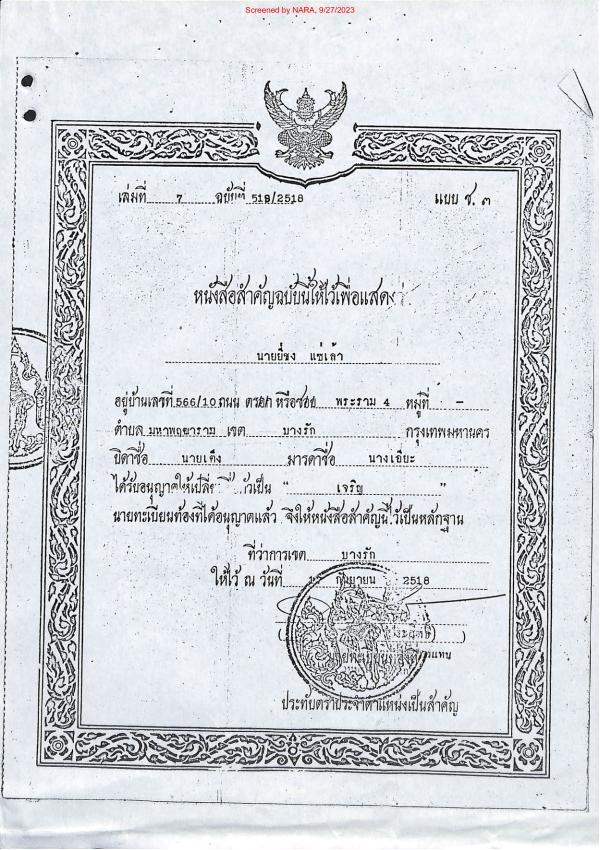 Screened by NARA, 9/27/2023
เล่มที่ 7 ฉบับที่ 519/2518 แบบ ช. ๓
หนังสือสำคัญฉบับนี้ให้ไว้เพื่อแสดง
นายย่ซง แซ่เล้า
อยู่บ้านเลขที่ 566/10 ถนน ตรอก หรือซอย พระราม 4 หมู่ที่ -
ตำบล มหาพฤฒาราม เขต บางรัก กรุงเทพมหานคร
บิดาชื่อ นายเต็ง มารดาชื่อ นางเอียะ
ได้รับอนุญาตให้เปลี่ยน ตัวเป็น " เจริญ "
นายทะเบียนท้องที่ได้อนุญาตแล้ว จึงให้หนังสือสำคัญนี้ไว้เป็นหลักฐาน
ที่ว่าการเขต บางรัก
ให้ไว้ ณ วันที่ กันยายน 2518
ประทับตราประจำตำแหน่งเป็นสำคัญ